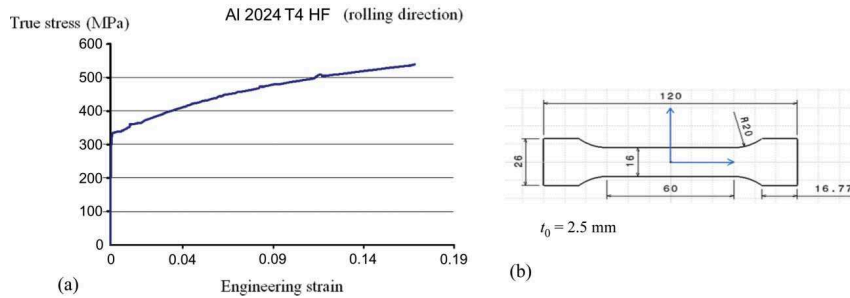 Al 2024 T4 HF (rolling direction)
True stress (MPa)
600
500
400
300
200
100
0
0 0.04 0.09 0.14 0.19
Engineering strain
(a)
120
R20
26
16
60
16.77
t₀ = 2.5 mm
(b)